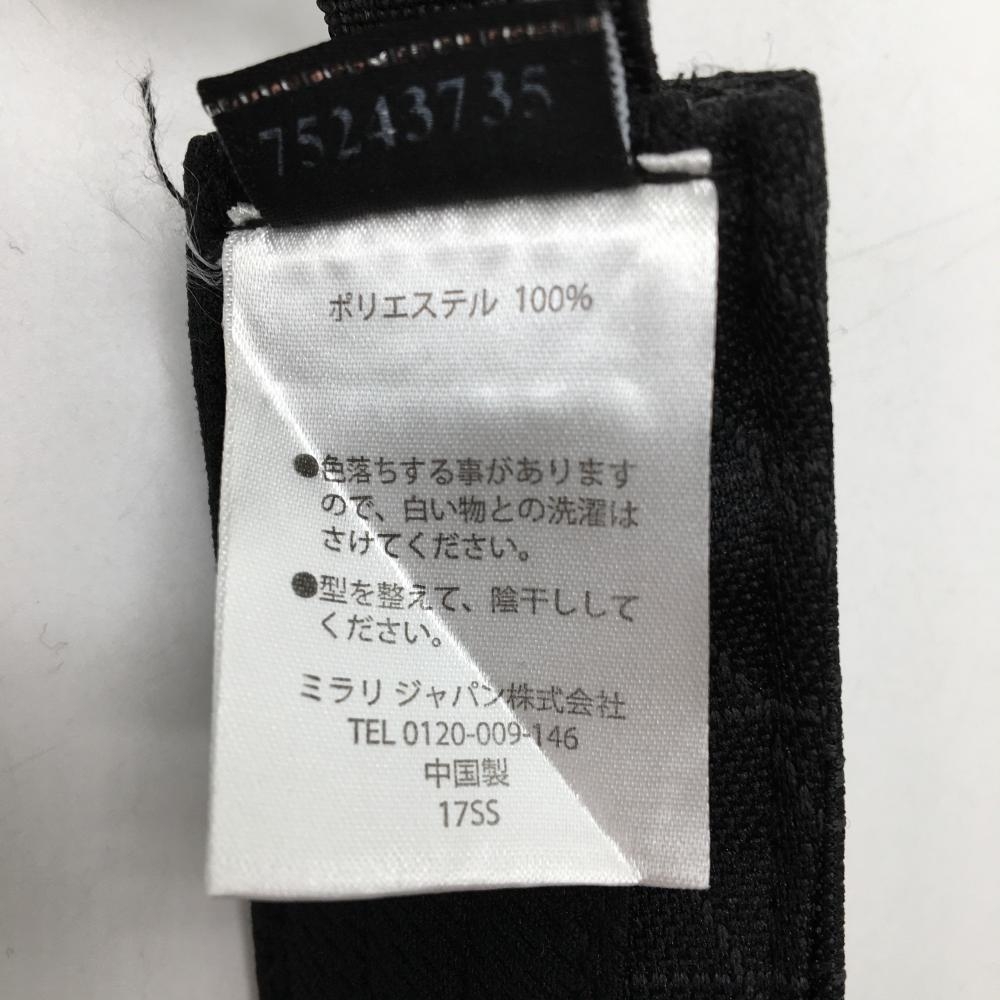 75243735
ポリエステル 100%
●色落ちする事があります
ので、白い物との洗濯は
さけてください。
●型を整えて、陰干しして
ください。
ミラリ ジャパン株式会社
TEL 0120-009-146
中国製
17SS